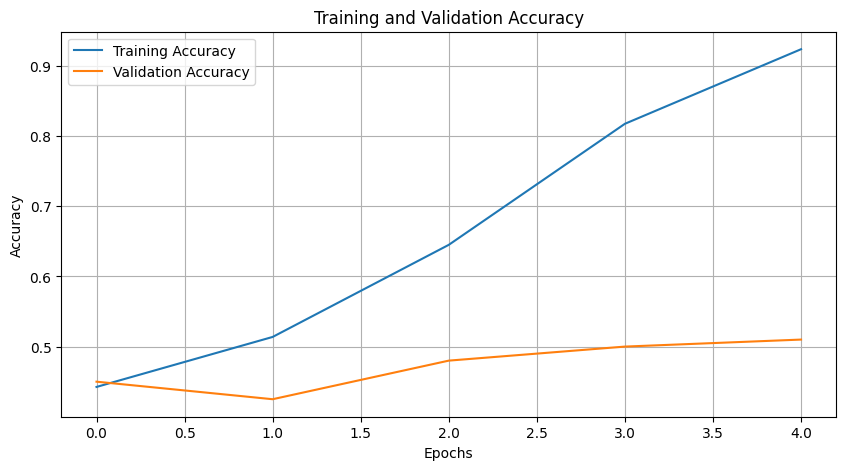 Training and Validation Accuracy
Training Accuracy
Validation Accuracy
Accuracy
0.9
0.8
0.7
0.6
0.5
0.0 0.5 1.0 1.5 2.0 2.5 3.0 3.5 4.0
Epochs